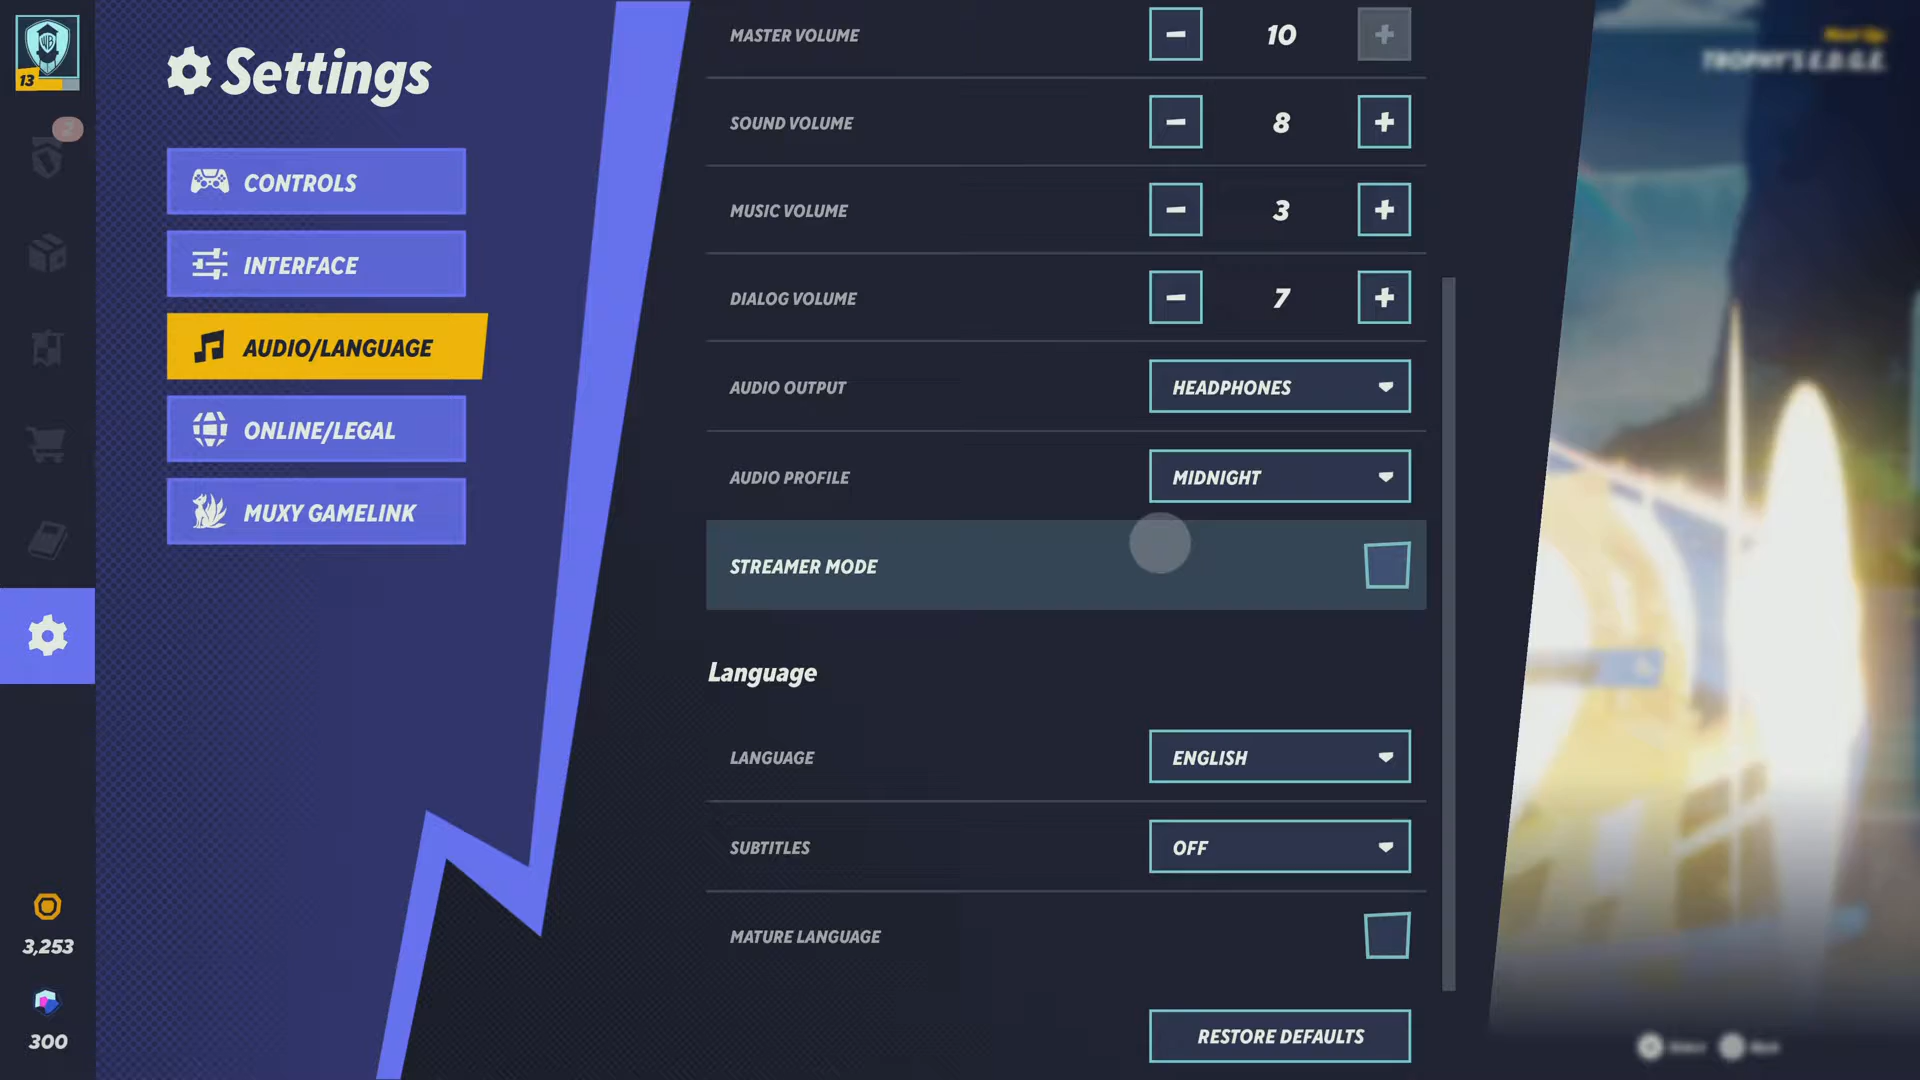 13
2
Settings
CONTROLS
INTERFACE
AUDIO/LANGUAGE
ONLINE/LEGAL
MUXY GAMELINK
3,253
300
MASTER VOLUME 10
SOUND VOLUME 8
MUSIC VOLUME 3
DIALOG VOLUME 7
AUDIO OUTPUT HEADPHONES
AUDIO PROFILE MIDNIGHT
STREAMER MODE
Language
LANGUAGE ENGLISH
SUBTITLES OFF
MATURE LANGUAGE
RESTORE DEFAULTS
TROPHY'S E.D.G.E.